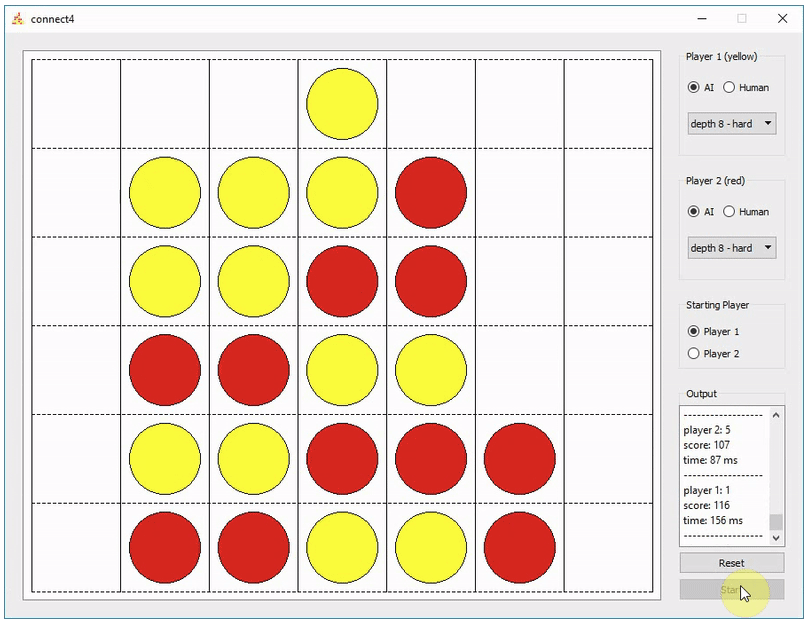 connect4
Player 1 (yellow)
AI Human
depth 8 - hard
Player 2 (red)
AI Human
depth 8 - hard
Starting Player
Player 1
Player 2
Output
--------------------
player 2: 5
score: 107
time: 87 ms
--------------------
player 1: 1
score: 116
time: 156 ms
--------------------
Reset